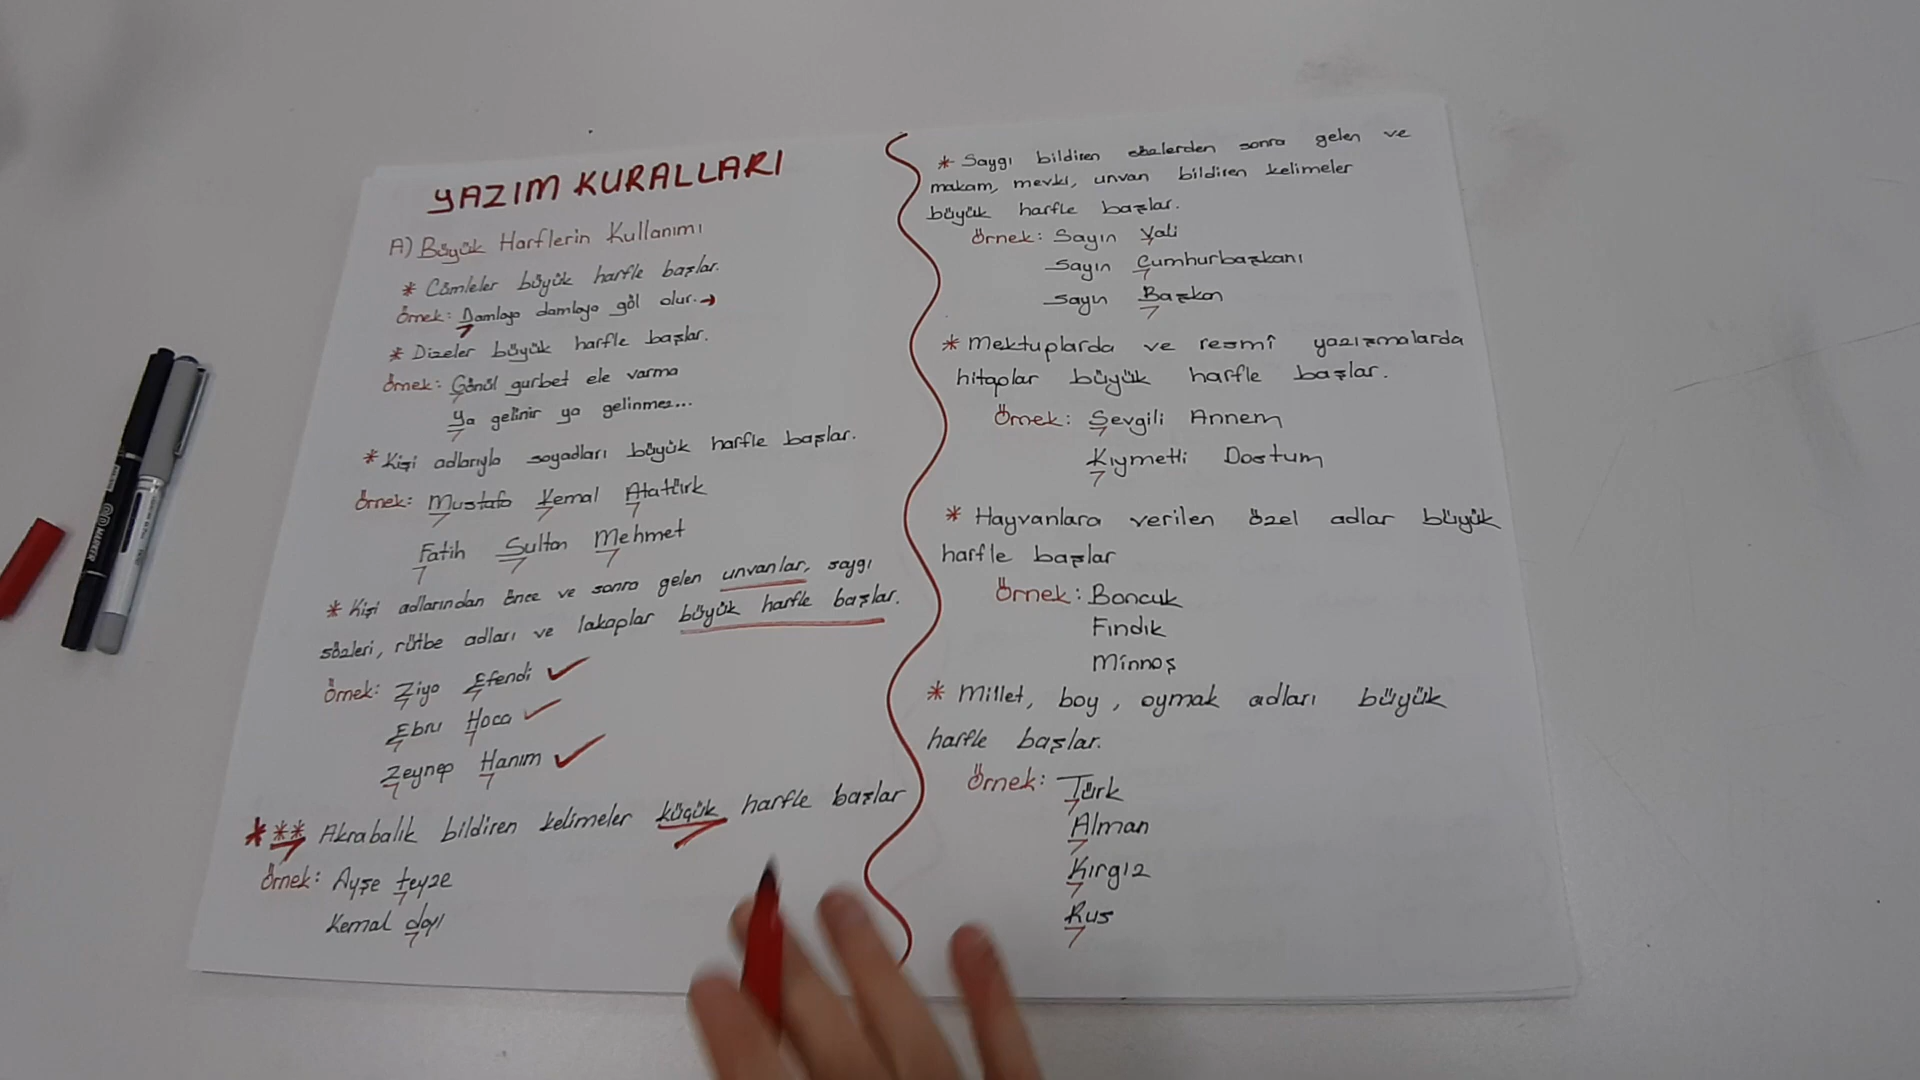 YAZIM KURALLARI
A) Büyük Harflerin Kullanımı
* Cümleler büyük harfle başlar.
Örnek: Damlaya damlaya göl olur. →
* Dizeler büyük harfle başlar.
Örnek: Gönül gurbet ele varma
Ya gelinir ya gelinmez...
* Kişi adlarıyla soyadları büyük harfle başlar.
Örnek: Mustafa Kemal Atatürk
Fatih Sultan Mehmet
* Kişi adlarından önce ve sonra gelen unvanlar, saygı
sözleri, rütbe adları ve lakaplar büyük harfle başlar.
Örnek: Ziya Efendi ✓
Ebru Hoca ✓
Zeynep Hanım ✓
*** Akrabalık bildiren kelimeler küçük harfle başlar
Örnek: Ayşe teyze
Kemal dayı
* Saygı bildiren sonra gelen ve
makam, mevki, unvan bildiren kelimeler
büyük harfle başlar.
Örnek: Sayın Vali
Sayın Cumhurbaşkanı
Sayın Başkan
* Mektuplarda ve resmî yazışmalarda
hitaplar büyük harfle başlar.
Örnek: Sevgili Annem
Kıymetli Dostum
* Hayvanlara verilen özel adlar büyük
harfle başlar
Örnek: Boncuk
Fındık
Minnoş
* Millet, boy, oymak adları büyük
harfle başlar.
Örnek: Türk
Alman
Kırgız
Rus